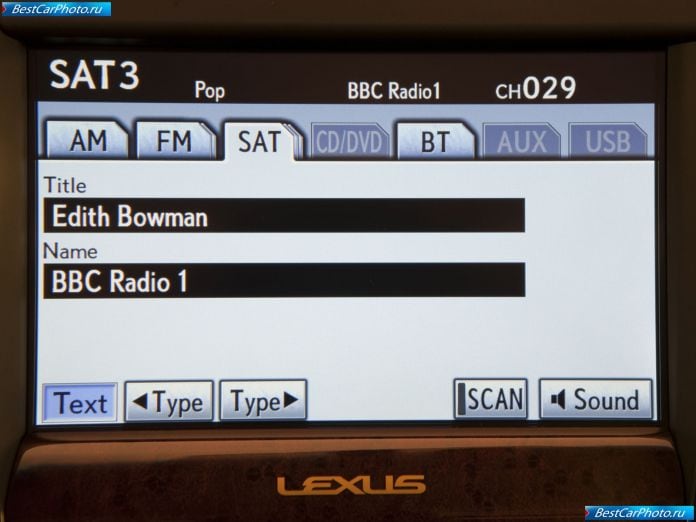 BestCarPhoto.ru
SAT3 Pop BBC Radio1 CH029
AM FM SAT CD/DVD BT AUX USB
Title
Edith Bowman
Name
BBC Radio 1
Text ◀Type Type▶ SCAN Sound
LEXUS
BestCarPhoto.ru